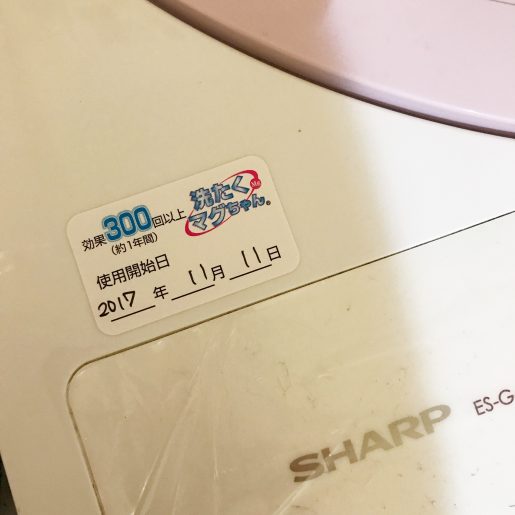 効果300回以上
(約1年間)
洗たく
マグちゃん。
Mg
使用開始日
2017年11月11日
SHARP
ES-G